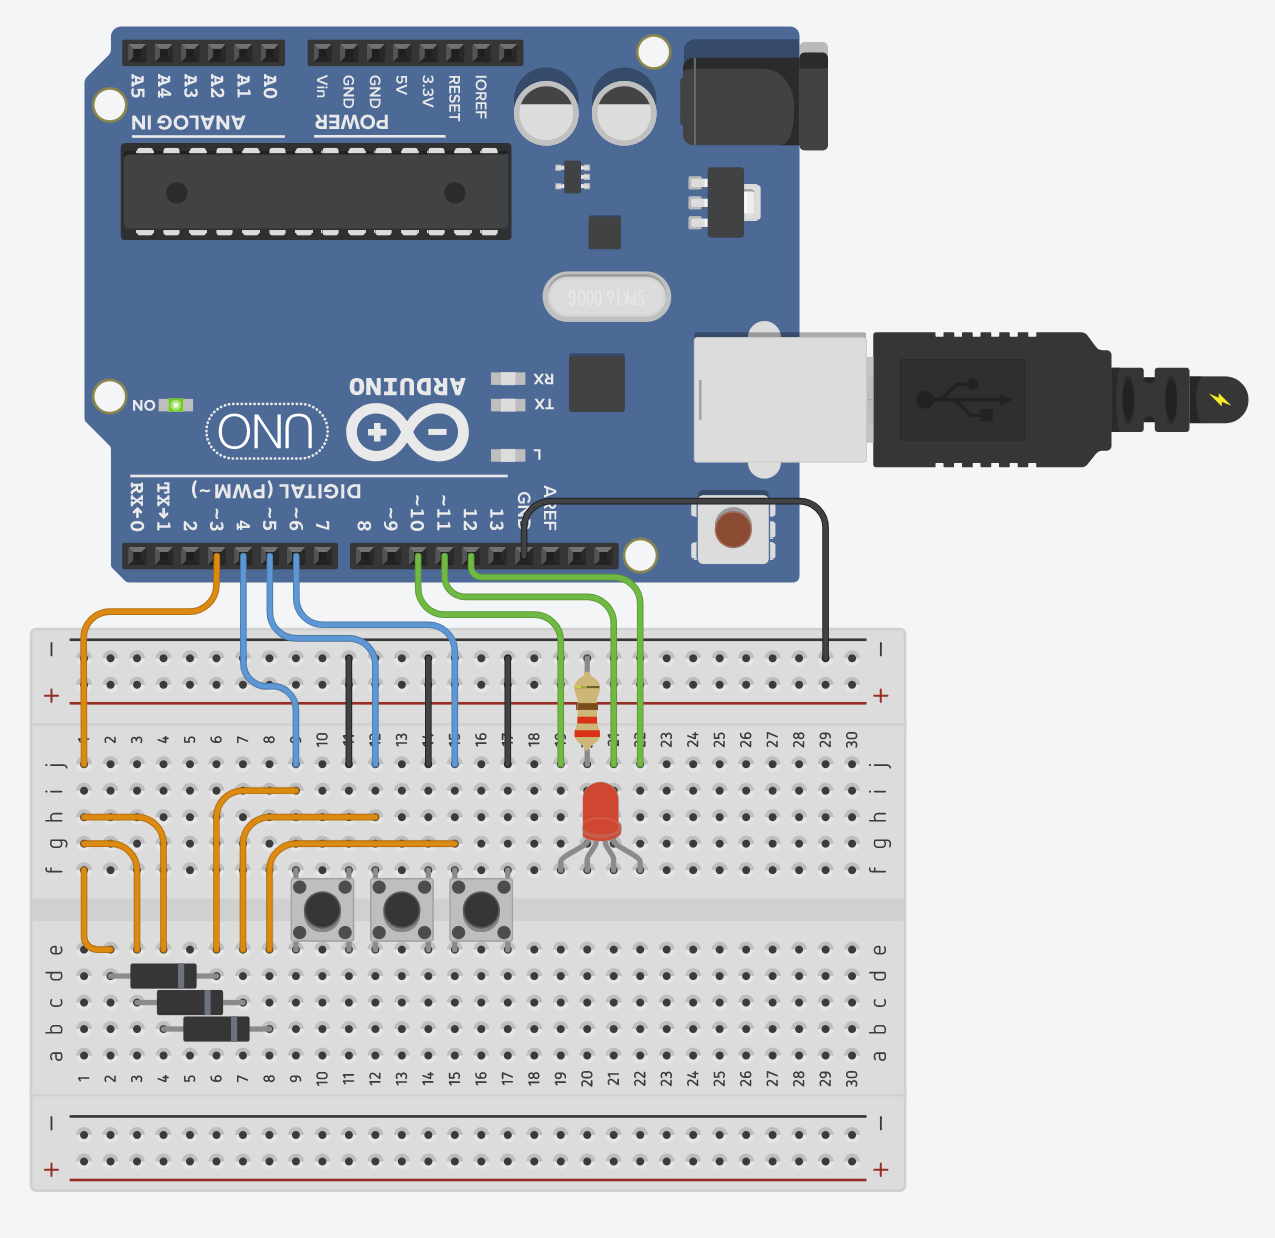 A5 A4 A3 A2 A1 A0
Vin GND GND 5V 3.3V RESET IOREF
ANALOG IN
POWER
SPK16.000G
RX
ARDUINO
TX
ON
UNO
L
DIGITAL (PWM ~)
RX←0 TX→1 2 ~3 4 ~5 ~6 7 8 ~9 ~10 ~11 12 13 GND AREF
− −
+ +
1 2 3 4 5 6 7 8 9 10 11 12 13 14 15 16 17 18 19 20 21 22 23 24 25 26 27 28 29 30
j j
i i
h h
g g
f f
e e
d d
c c
b b
a a
1 2 3 4 5 6 7 8 9 10 11 12 13 14 15 16 17 18 19 20 21 22 23 24 25 26 27 28 29 30
− −
+ +